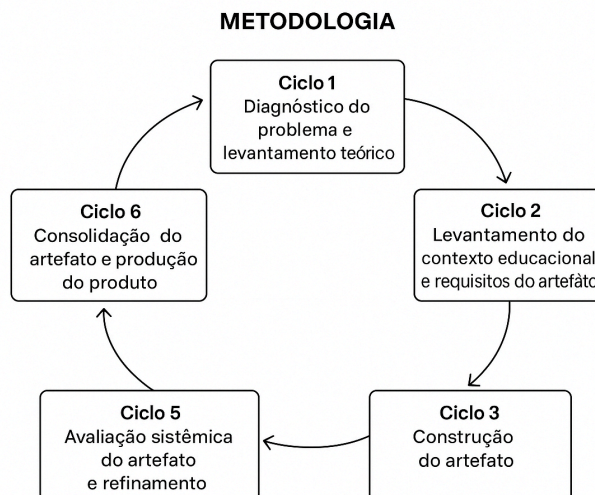 METODOLOGIA
Ciclo 1
Diagnóstico do
problema e
levantamento teórico
Ciclo 2
Levantamento do
contexto educacional
e requisitos do artefàto
Ciclo 3
Construção
do artefato
Ciclo 5
Avaliação sistêmica
do artefato
e refinamento
Ciclo 6
Consolidação do
artefato e produção
do produto